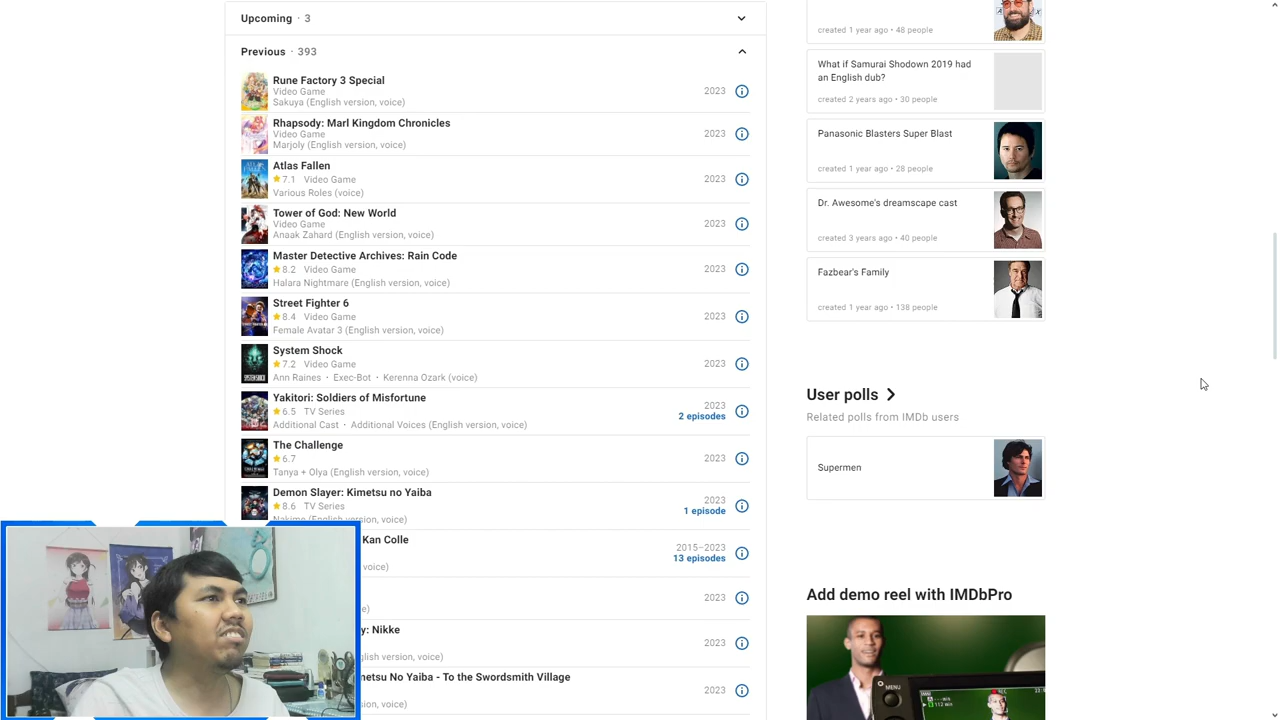 Upcoming · 3
Previous · 393
Rune Factory 3 Special
Video Game
2023
Sakuya (English version, voice)
Rhapsody: Marl Kingdom Chronicles
Video Game
2023
Marjoly (English version, voice)
Atlas Fallen
7.1 Video Game
2023
Various Roles (voice)
Tower of God: New World
Video Game
2023
Anaak Zahard (English version, voice)
Master Detective Archives: Rain Code
8.2 Video Game
2023
Halara Nightmare (English version, voice)
Street Fighter 6
8.4 Video Game
2023
Female Avatar 3 (English version, voice)
System Shock
7.2 Video Game
2023
Ann Raines · Exec-Bot · Kerenna Ozark (voice)
Yakitori: Soldiers of Misfortune
6.5 TV Series
2023
2 episodes
Additional Cast · Additional Voices (English version, voice)
The Challenge
6.7
2023
Tanya + Olya (English version, voice)
Demon Slayer: Kimetsu no Yaiba
8.6 TV Series
2023
1 episode
Nakime (English version, voice)
Kan Colle
2015–2023
13 episodes
ce)
2023
e)
y: Nikke
2023
glish version, voice)
metsu No Yaiba - To the Swordsmith Village
2023
ce)
created 1 year ago • 48 people
What if Samurai Shodown 2019 had
an English dub?
created 2 years ago • 30 people
Panasonic Blasters Super Blast
created 1 year ago • 28 people
Dr. Awesome's dreamscape cast
created 3 years ago • 40 people
Fazbear's Family
created 1 year ago • 138 people
User polls
Related polls from IMDb users
Supermen
Add demo reel with IMDbPro
MENU